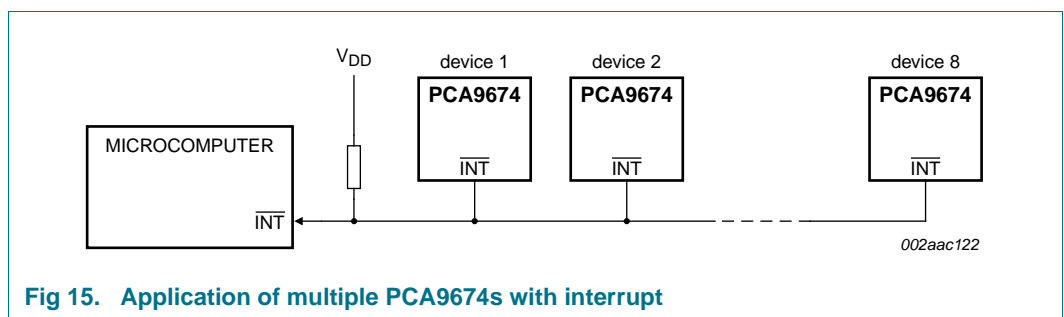 V_DD
device 1
device 2
device 8
PCA9674
PCA9674
PCA9674
MICROCOMPUTER
INT
INT
INT
INT
002aac122
Fig 15. Application of multiple PCA9674s with interrupt